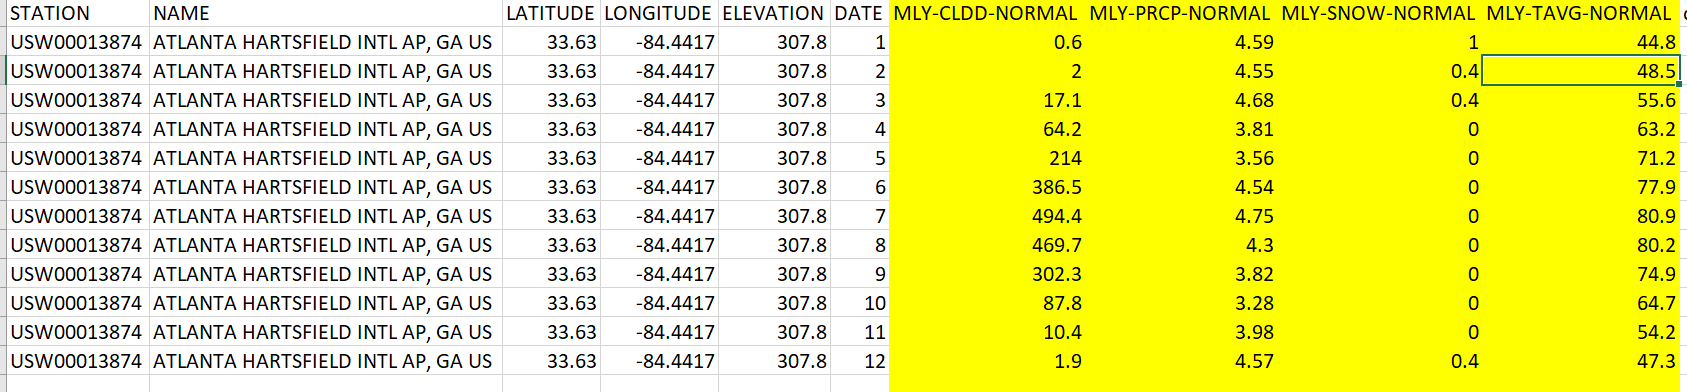 STATION NAME LATITUDE LONGITUDE ELEVATION DATE MLY-CLDD-NORMAL MLY-PRCP-NORMAL MLY-SNOW-NORMAL MLY-TAVG-NORMAL
USW00013874 ATLANTA HARTSFIELD INTL AP, GA US 33.63 -84.4417 307.8 1 0.6 4.59 1 44.8
USW00013874 ATLANTA HARTSFIELD INTL AP, GA US 33.63 -84.4417 307.8 2 2 4.55 0.4 48.5
USW00013874 ATLANTA HARTSFIELD INTL AP, GA US 33.63 -84.4417 307.8 3 17.1 4.68 0.4 55.6
USW00013874 ATLANTA HARTSFIELD INTL AP, GA US 33.63 -84.4417 307.8 4 64.2 3.81 0 63.2
USW00013874 ATLANTA HARTSFIELD INTL AP, GA US 33.63 -84.4417 307.8 5 214 3.56 0 71.2
USW00013874 ATLANTA HARTSFIELD INTL AP, GA US 33.63 -84.4417 307.8 6 386.5 4.54 0 77.9
USW00013874 ATLANTA HARTSFIELD INTL AP, GA US 33.63 -84.4417 307.8 7 494.4 4.75 0 80.9
USW00013874 ATLANTA HARTSFIELD INTL AP, GA US 33.63 -84.4417 307.8 8 469.7 4.3 0 80.2
USW00013874 ATLANTA HARTSFIELD INTL AP, GA US 33.63 -84.4417 307.8 9 302.3 3.82 0 74.9
USW00013874 ATLANTA HARTSFIELD INTL AP, GA US 33.63 -84.4417 307.8 10 87.8 3.28 0 64.7
USW00013874 ATLANTA HARTSFIELD INTL AP, GA US 33.63 -84.4417 307.8 11 10.4 3.98 0 54.2
USW00013874 ATLANTA HARTSFIELD INTL AP, GA US 33.63 -84.4417 307.8 12 1.9 4.57 0.4 47.3